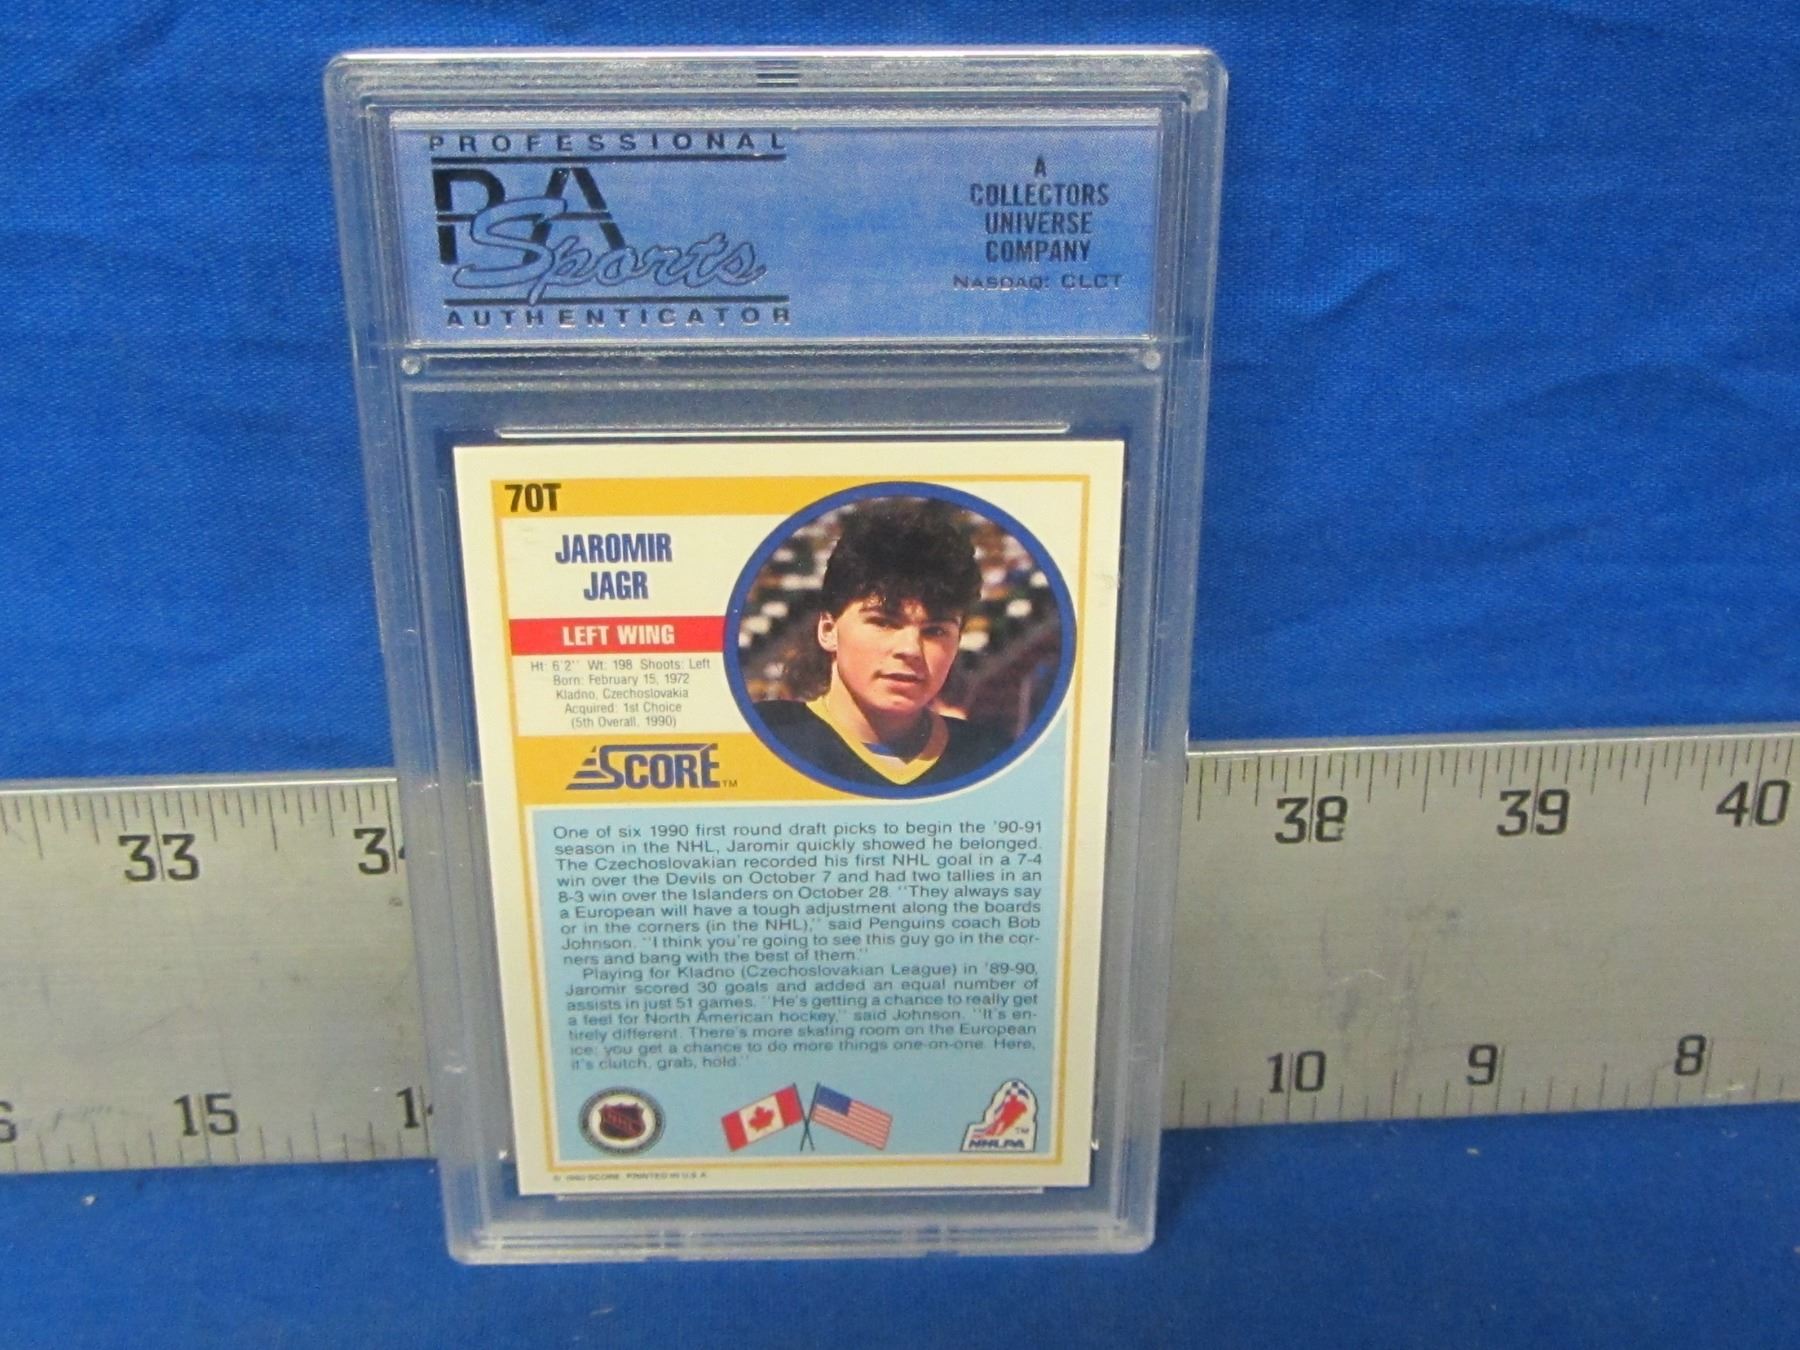 PROFESSIONAL
PSA
Sports
AUTHENTICATOR
A
COLLECTORS
UNIVERSE
COMPANY
NASDAQ: CLCT
70T
JAROMIR
JAGR
LEFT WING
Ht: 6'2'' Wt: 198 Shoots: Left
Born: February 15, 1972
Kladno, Czechoslovakia
Acquired: 1st Choice
(5th Overall, 1990)
SCORE™
One of six 1990 first round draft picks to begin the '90-91
season in the NHL, Jaromir quickly showed he belonged.
The Czechoslovakian recorded his first NHL goal in a 7-4
win over the Devils on October 7 and had two tallies in an
8-3 win over the Islanders on October 28. ''They always say
a European will have a tough adjustment along the boards
or in the corners (in the NHL),'' said Penguins coach Bob
Johnson. ''I think you're going to see this guy go in the cor-
ners and bang with the best of them.''
Playing for Kladno (Czechoslovakian League) in '89-90,
Jaromir scored 30 goals and added an equal number of
assists in just 51 games. ''He's getting a chance to really get
a feel for North American hockey,'' said Johnson. ''It's en-
tirely different. There's more skating room on the European
ice; you get a chance to do more things one-on-one. Here,
it's clutch, grab, hold.''
NHLPA ™
© 1990 SCORE, PRINTED IN U.S.A.
33 34 38 39 40
15 10 9 8